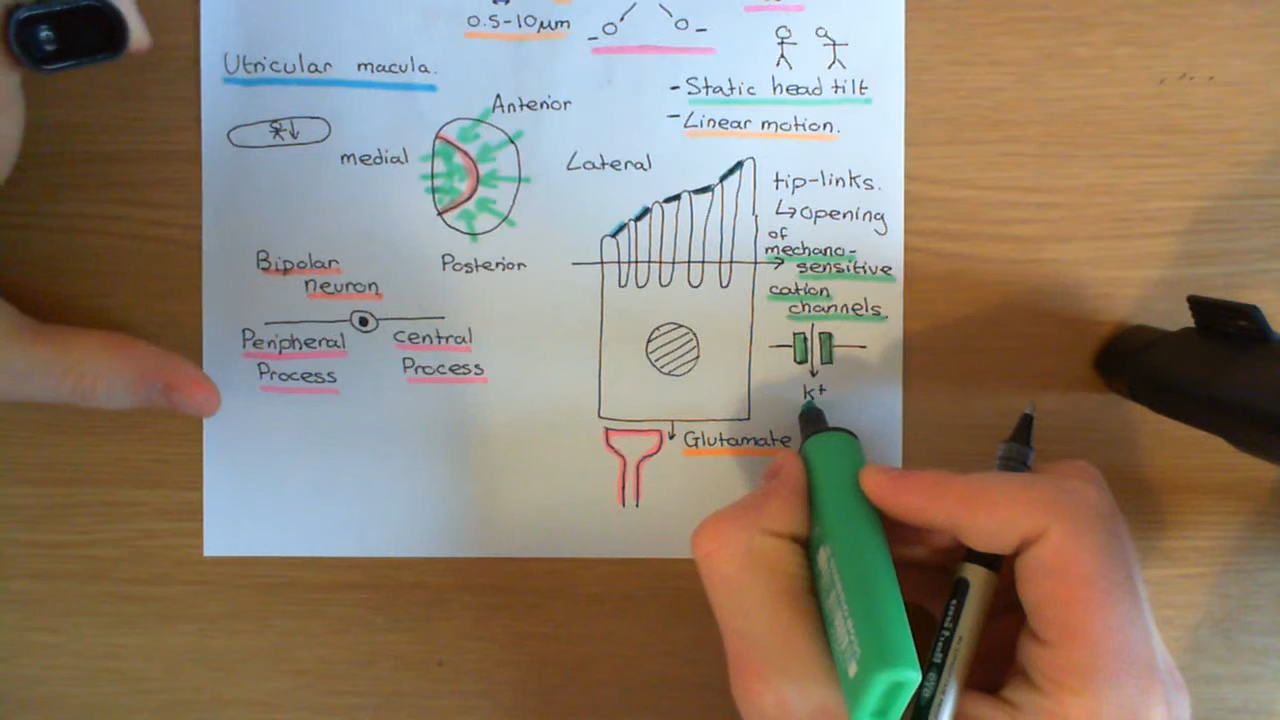 0.5-10μm
Utricular macula.
- Static head tilt
- Linear motion.
Anterior
medial
Lateral
Posterior
tip-links.
↳ opening
of
mechano-
sensitive
cation
channels.
K+
Bipolar
neuron
Peripheral
Process
central
Process
Glutamate